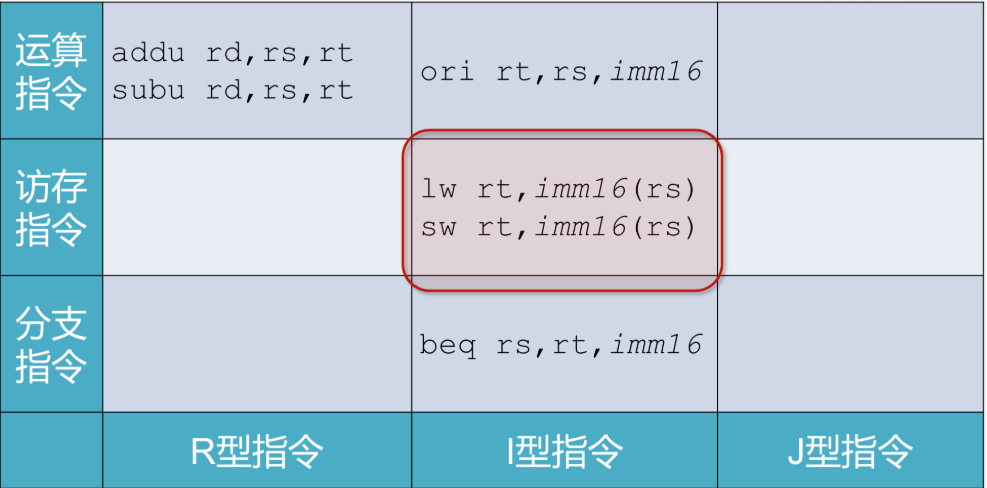 运算
指令
addu rd,rs,rt
subu rd,rs,rt
ori rt,rs,imm16
访存
指令
lw rt,imm16(rs)
sw rt,imm16(rs)
分支
指令
beq rs,rt,imm16
R型指令
I型指令
J型指令